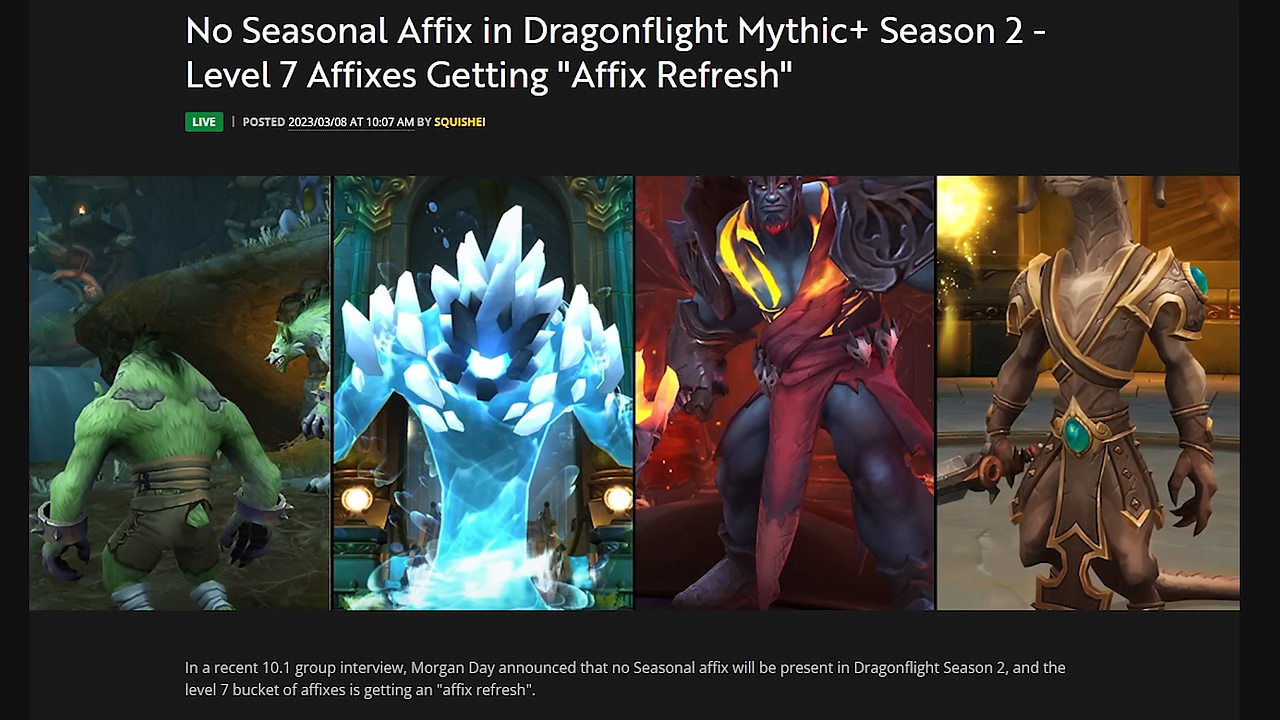 No Seasonal Affix in Dragonflight Mythic+ Season 2 -
Level 7 Affixes Getting "Affix Refresh"
LIVE | POSTED 2023/03/08 AT 10:07 AM BY SQUISHEI
In a recent 10.1 group interview, Morgan Day announced that no Seasonal affix will be present in Dragonflight Season 2, and the
level 7 bucket of affixes is getting an "affix refresh".